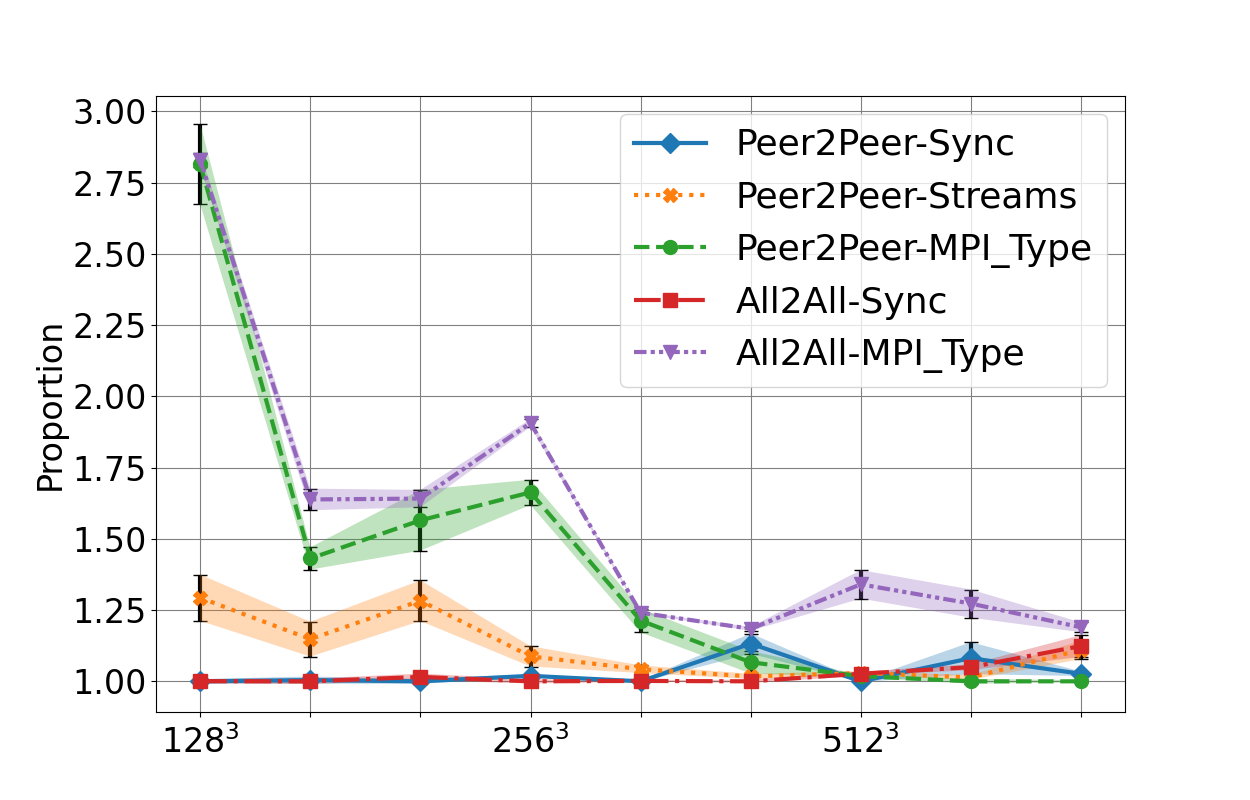 3.00
2.75
2.50
2.25
2.00
1.75
1.50
1.25
1.00
Proportion
Peer2Peer-Sync
Peer2Peer-Streams
Peer2Peer-MPI_Type
All2All-Sync
All2All-MPI_Type
128³
256³
512³